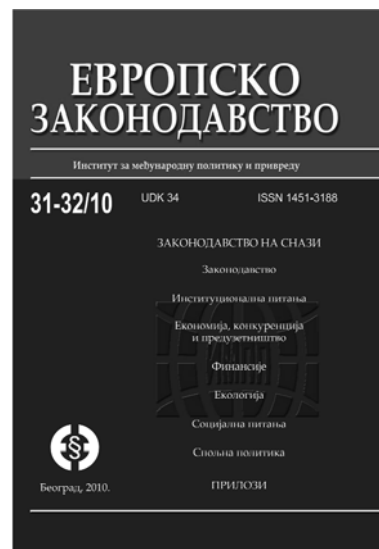 ЕВРОПСКО
ЗАКОНОДАВСТВО
Институт за међународну политику и привреду
31-32/10 UDK 34 ISSN 1451-3188
ЗАКОНОДАВСТВО НА СНАЗИ
Законодавство
Институционална питања
Економија, конкуренција
и предузетништво
Финансије
Екологија
Социјална питања
Спољна политика
§
Београд, 2010.
ПРИЛОЗИ